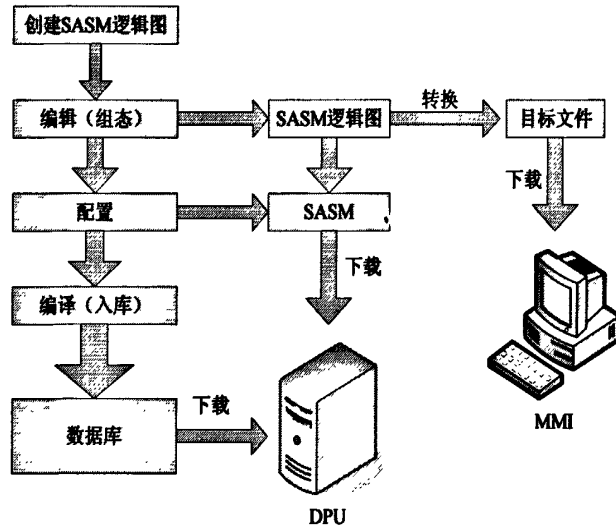 创建SASM逻辑图
编辑（组态）
SASM逻辑图
转换
目标文件
下载
配置
SASM
下载
编译（入库）
数据库
下载
MMI
DPU